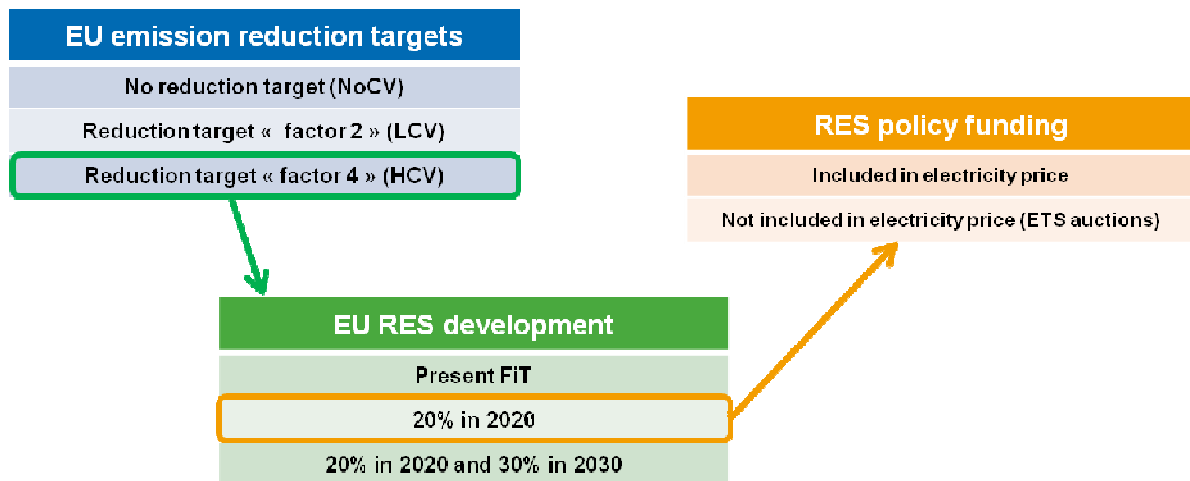 EU emission reduction targets
No reduction target (NoCV)
Reduction target « factor 2 » (LCV)
Reduction target « factor 4 » (HCV)
RES policy funding
Included in electricity price
Not included in electricity price (ETS auctions)
EU RES development
Present FiT
20% in 2020
20% in 2020 and 30% in 2030